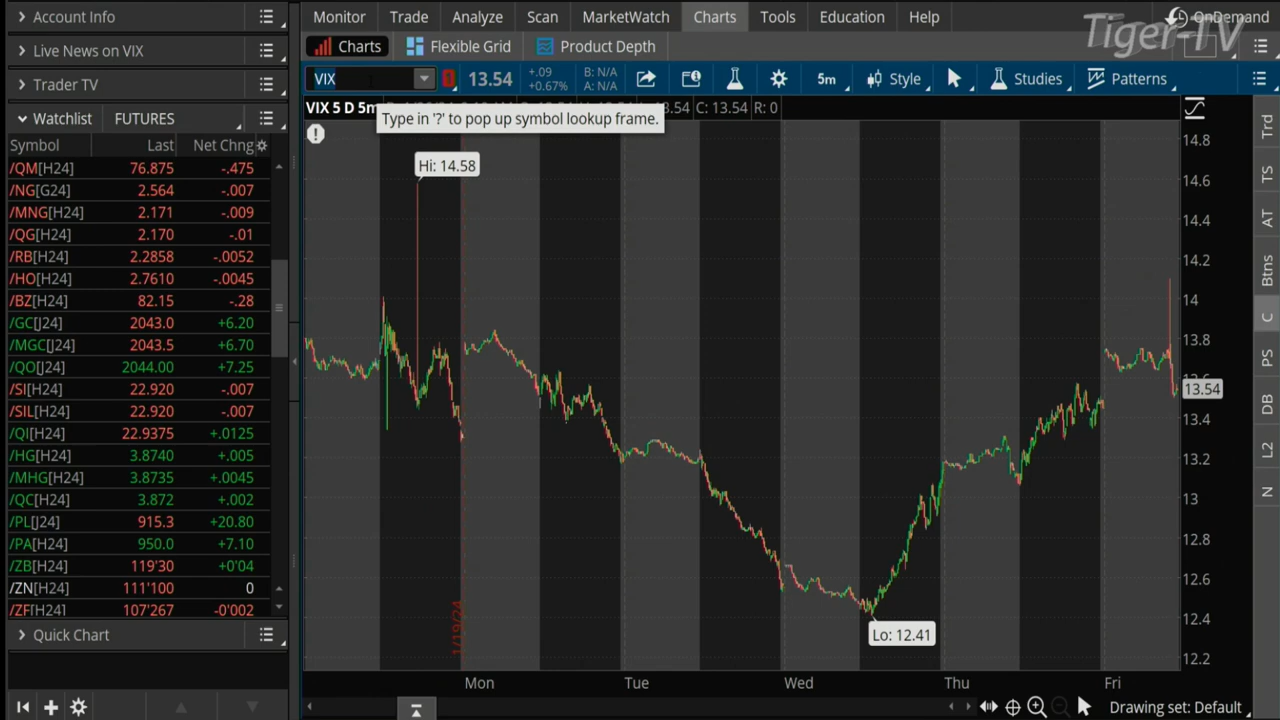 Account Info
Live News on VIX
Trader TV
Watchlist FUTURES
Symbol Last Net Chng
/QM[H24] 76.875 -.475
/NG[G24] 2.564 -.007
/MNG[H24] 2.171 -.009
/QG[H24] 2.170 -.01
/RB[H24] 2.2858 -.0052
/HO[H24] 2.7610 -.0045
/BZ[H24] 82.15 -.28
/GC[J24] 2043.0 +6.20
/MGC[J24] 2043.5 +6.70
/QO[J24] 2044.00 +7.25
/SI[H24] 22.920 -.007
/SIL[H24] 22.920 -.007
/QI[H24] 22.9375 +.0125
/HG[H24] 3.8740 +.005
/MHG[H24] 3.8735 +.0045
/QC[H24] 3.872 +.002
/PL[J24] 915.3 +20.80
/PA[H24] 950.0 +7.10
/ZB[H24] 119'30 +0'04
/ZN[H24] 111'100 0
/ZF[H24] 107'267 -0'002
Quick Chart
Monitor Trade Analyze Scan MarketWatch Charts Tools Education Help OnDemand
Tiger-TV
Charts Flexible Grid Product Depth
VIX 13.54 +.09 +0.67% B: N/A A: N/A 5m Style Studies Patterns
VIX 5 D 5m .54 C: 13.54 R: 0
Type in '?' to pop up symbol lookup frame.
Hi: 14.58
Lo: 12.41
1/19/24
14.8
14.6
14.4
14.2
14
13.8
13.6
13.54
13.4
13.2
13
12.8
12.6
12.4
12.2
Mon Tue Wed Thu Fri
Drawing set: Default
Trd
TS
AT
Btns
C
PS
DB
L2
N